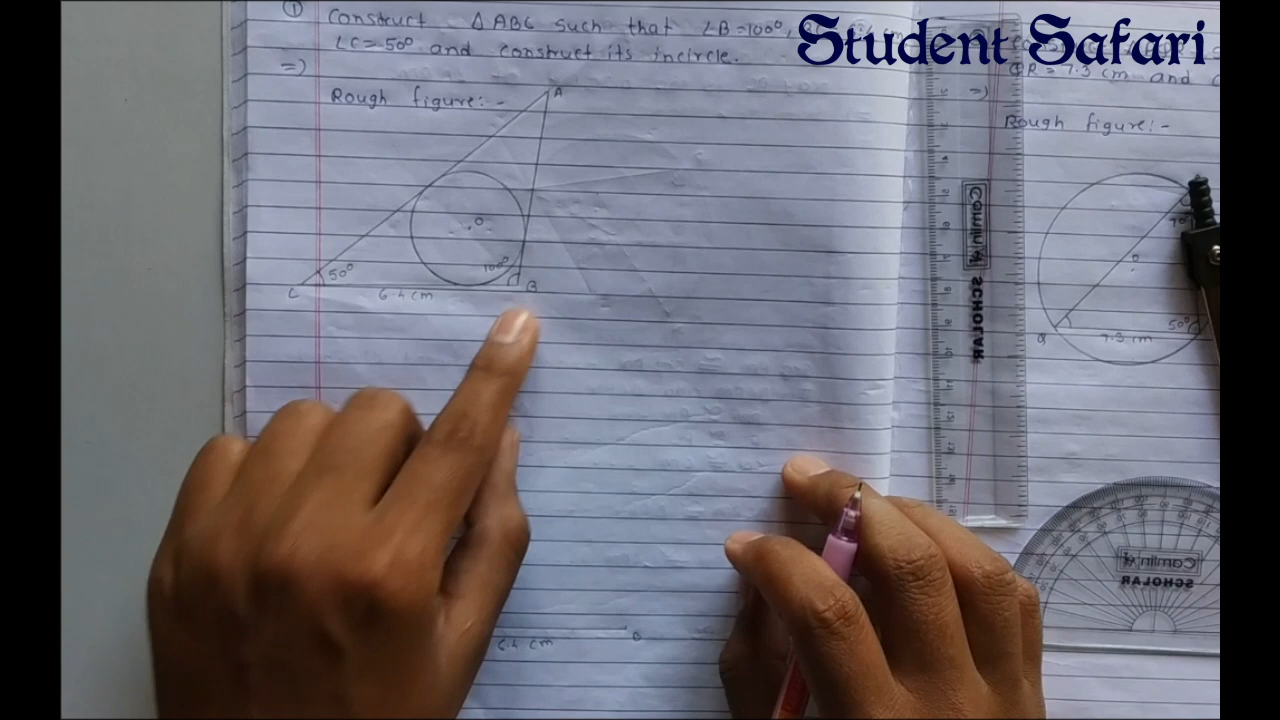 Student Safari
① Construct △ABC such that ∠B=100°,
∠C=50° and construct its incircle.
=)
Rough figure:-
A
O
50°
100°
C
6.4 cm
B
6.4 cm
B
QR = 7.3 cm and
=)
Rough figure:-
70°
O
Q
50°
7.3 cm
Camlin
SCHOLAR
Camlin
SCHOLAR